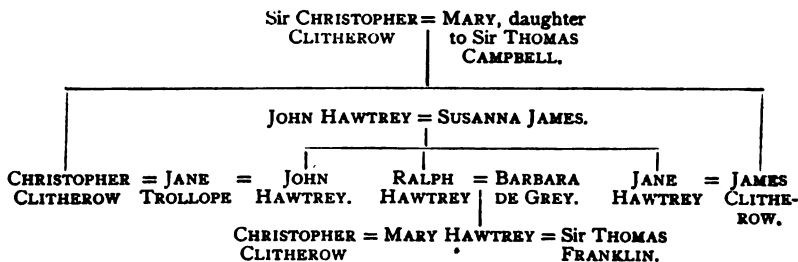 Sir CHRISTOPHER = MARY, daughter
CLITHEROW to Sir THOMAS
CAMPBELL.
JOHN HAWTREY = SUSANNA JAMES.
CHRISTOPHER = JANE = JOHN RALPH = BARBARA JANE = JAMES
CLITHEROW TROLLOPE HAWTREY. HAWTREY DE GREY. HAWTREY CLITHE-
ROW.
CHRISTOPHER = MARY HAWTREY = Sir THOMAS
CLITHEROW FRANKLIN.